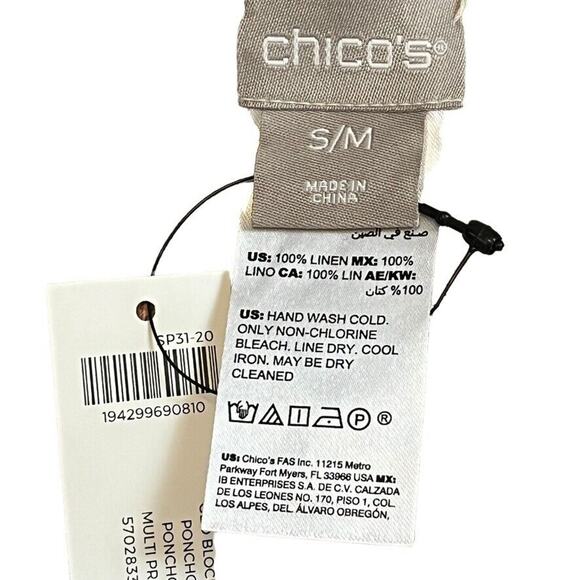 chico's®
S/M
MADE IN
CHINA
صنع في الصين
US: 100% LINEN MX: 100%
LINO CA: 100% LIN AE/KW:
100% كتان
US: HAND WASH COLD.
ONLY NON-CHLORINE
BLEACH. LINE DRY. COOL
IRON. MAY BE DRY
CLEANED
P ®
US: Chico's FAS Inc. 11215 Metro
Parkway Fort Myers, FL 33966 USA MX:
IB ENTERPRISES S.A. DE C.V. CALZADA
DE LOS LEONES NO. 170, PISO 1, COL.
LOS ALPES, DEL. ÁLVARO OBREGÓN,
SP31-20
194299690810
BLOC
PONCHO
PONCHO
MULTI PR
570283